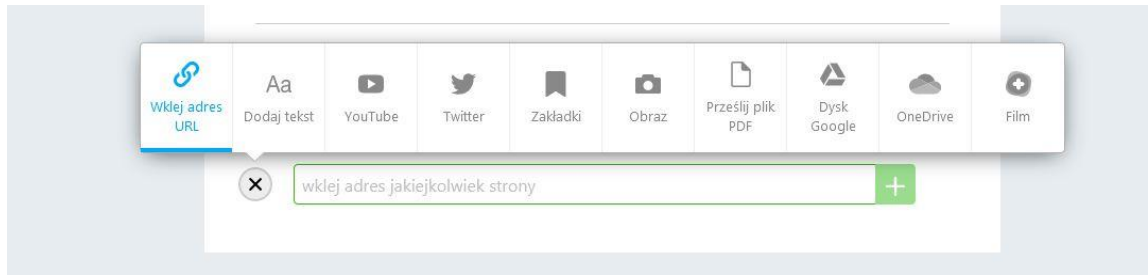 Wklej adres
URL
Aa
Dodaj tekst
YouTube
Twitter
Zakładki
Obraz
Prześlij plik
PDF
Dysk
Google
OneDrive
Film
wklej adres jakiejkolwiek strony